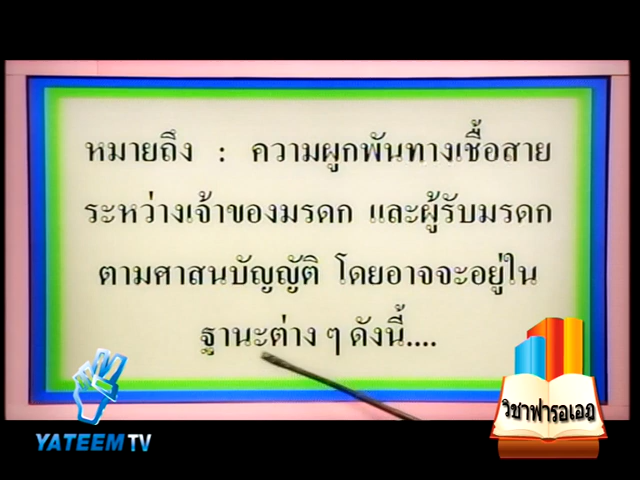 หมายถึง : ความผูกพันทางเชื้อสาย
ระหว่างเจ้าของมรดก และผู้รับมรดก
ตามศาสนบัญญัติ โดยอาจจะอยู่ใน
ฐานะต่าง ๆ ดังนี้....
วิชาฟารอเอฎ
YATEEM TV